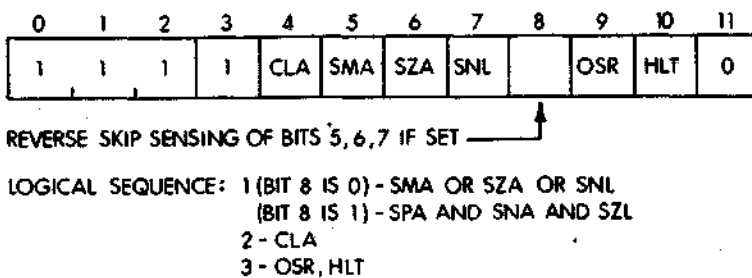 0 1 2 3 4 5 6 7 8 9 10 11
1 1 1 1 CLA SMA SZA SNL OSR HLT 0
REVERSE SKIP SENSING OF BITS 5, 6, 7 IF SET
LOGICAL SEQUENCE: 1 (BIT 8 IS 0) - SMA OR SZA OR SNL
(BIT 8 IS 1) - SPA AND SNA AND SZL
2 - CLA
3 - OSR, HLT